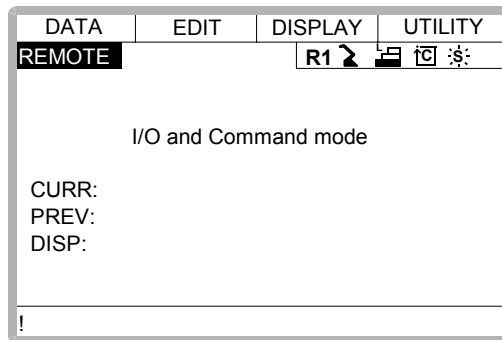 DATA EDIT DISPLAY UTILITY
REMOTE R1 C S
I/O and Command mode
CURR:
PREV:
DISP:
!